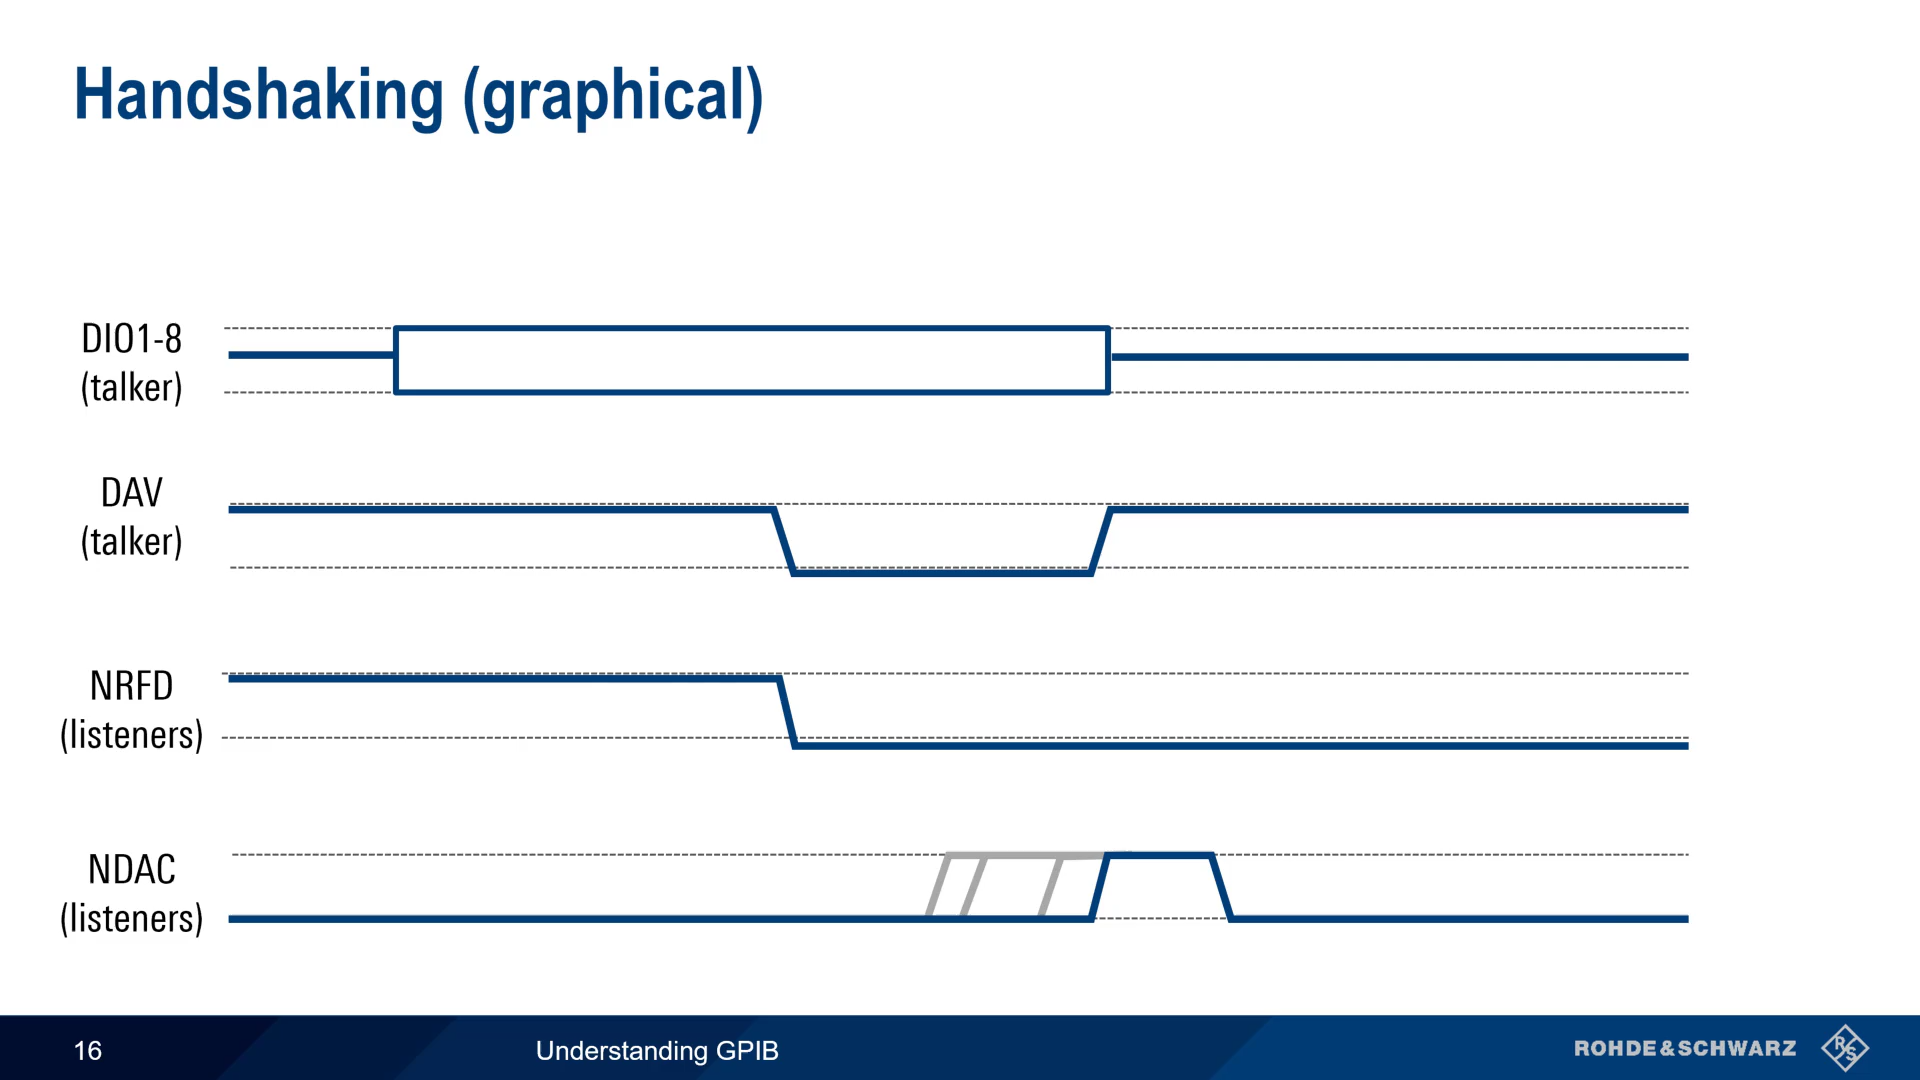 Handshaking (graphical)
DIO1-8
(talker)
DAV
(talker)
NRFD
(listeners)
NDAC
(listeners)
16
Understanding GPIB
ROHDE & SCHWARZ
R S